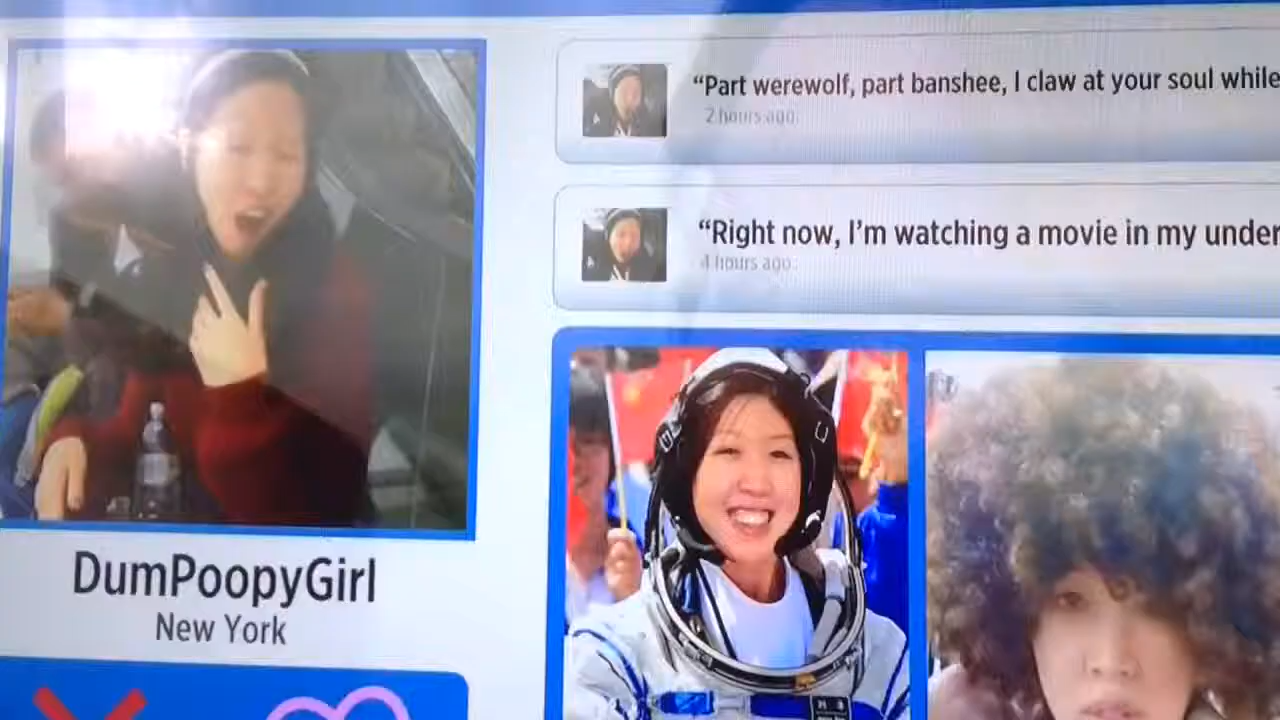 “Part werewolf, part banshee, I claw at your soul while
2 hours ago
“Right now, I’m watching a movie in my under
4 hours ago
DumPoopyGirl
New York